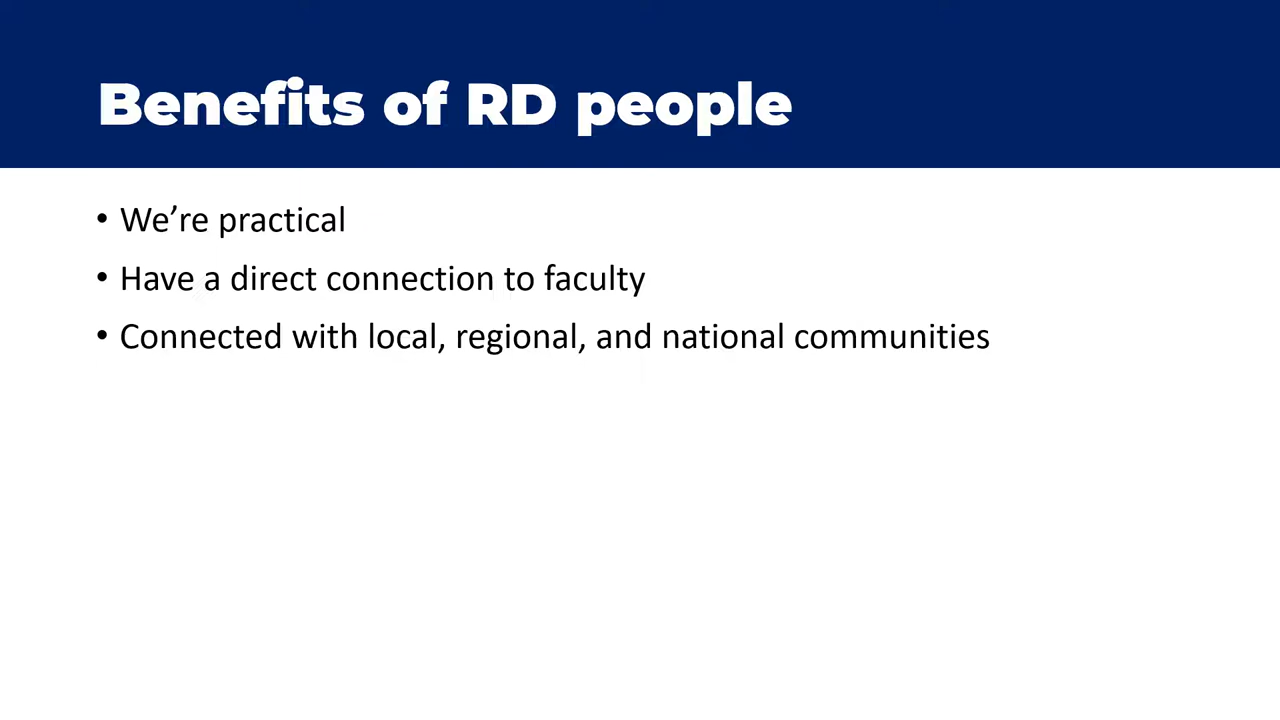 Benefits of RD people
• We’re practical
• Have a direct connection to faculty
• Connected with local, regional, and national communities